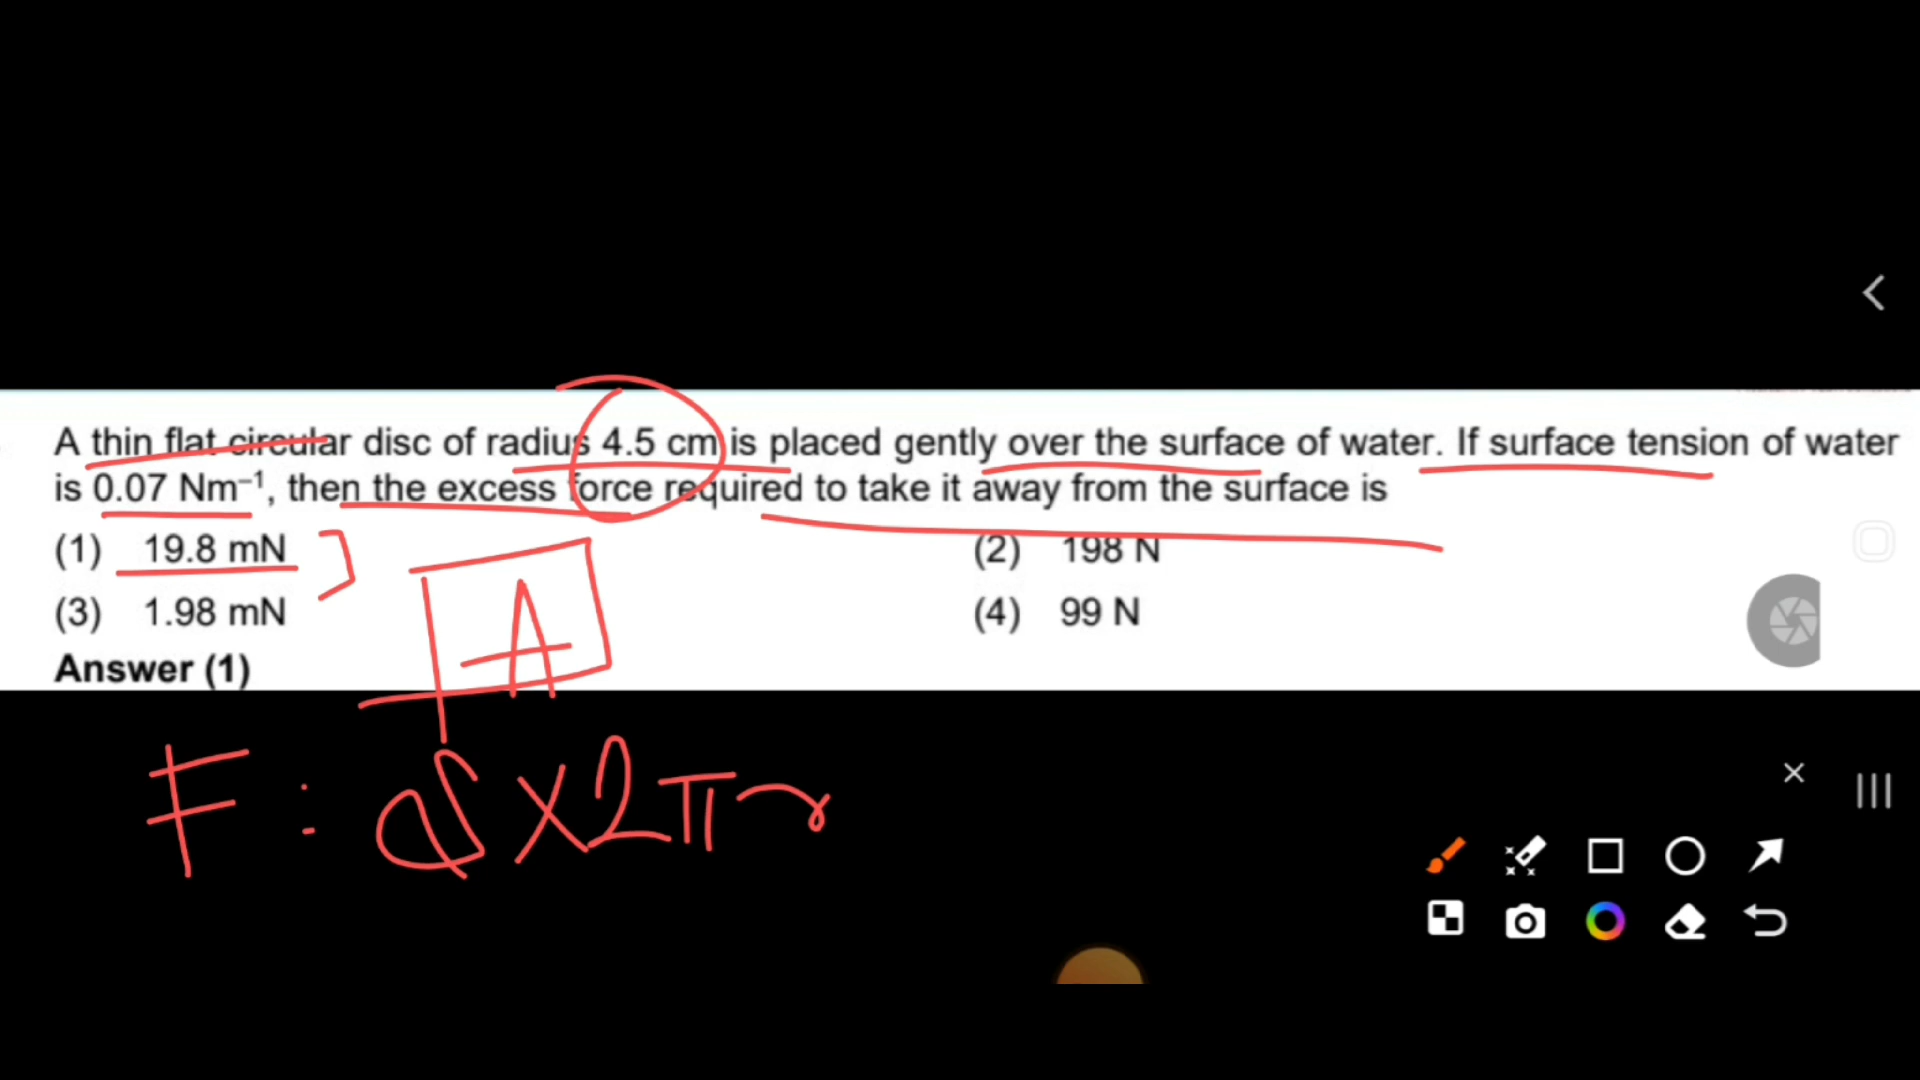 A thin flat circular disc of radius 4.5 cm is placed gently over the surface of water. If surface tension of water
is 0.07 Nm⁻¹, then the excess force required to take it away from the surface is
(1) 19.8 mN
(2) 198 N
(3) 1.98 mN
(4) 99 N
Answer (1)
A
F : × 2πr